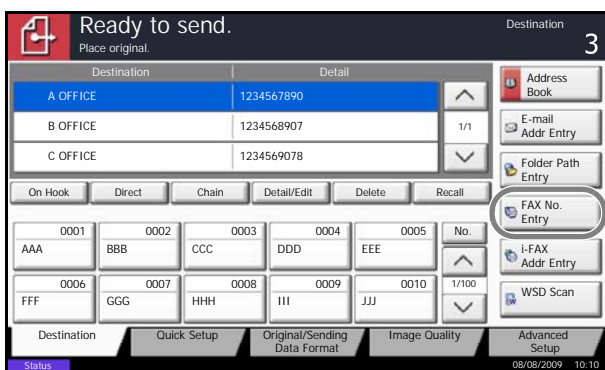 Ready to send.
Place original.
Destination
3
Destination Detail
A OFFICE 1234567890
B OFFICE 1234568907
C OFFICE 1234569078
1/1
On Hook Direct Chain Detail/Edit Delete Recall
0001 0002 0003 0004 0005 No.
AAA BBB CCC DDD EEE
0006 0007 0008 0009 0010 1/100
FFF GGG HHH III JJJ
Address
Book
E-mail
Addr Entry
Folder Path
Entry
FAX No.
Entry
i-FAX
Addr Entry
WSD Scan
Destination Quick Setup Original/Sending
Data Format Image Quality Advanced
Setup
Status 08/08/2009 10:10